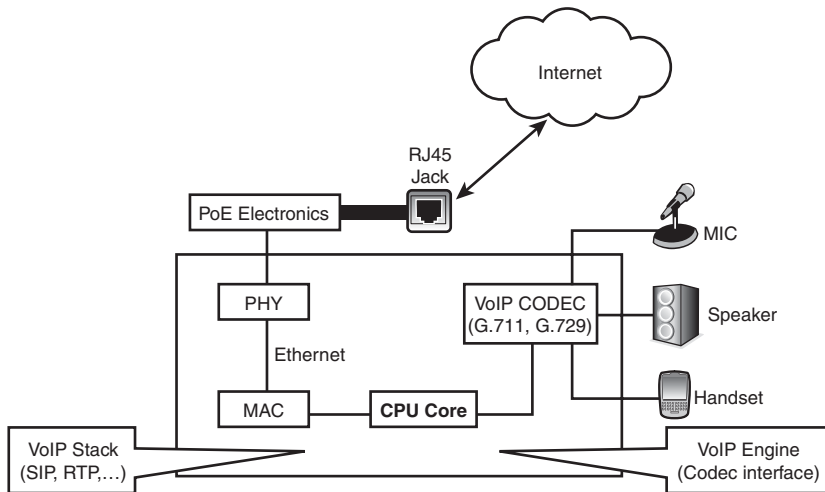 Internet
RJ45
Jack
PoE Electronics
MIC
PHY
VoIP CODEC
(G.711, G.729)
Speaker
Ethernet
MAC
CPU Core
Handset
VoIP Stack
(SIP, RTP,...)
VoIP Engine
(Codec interface)